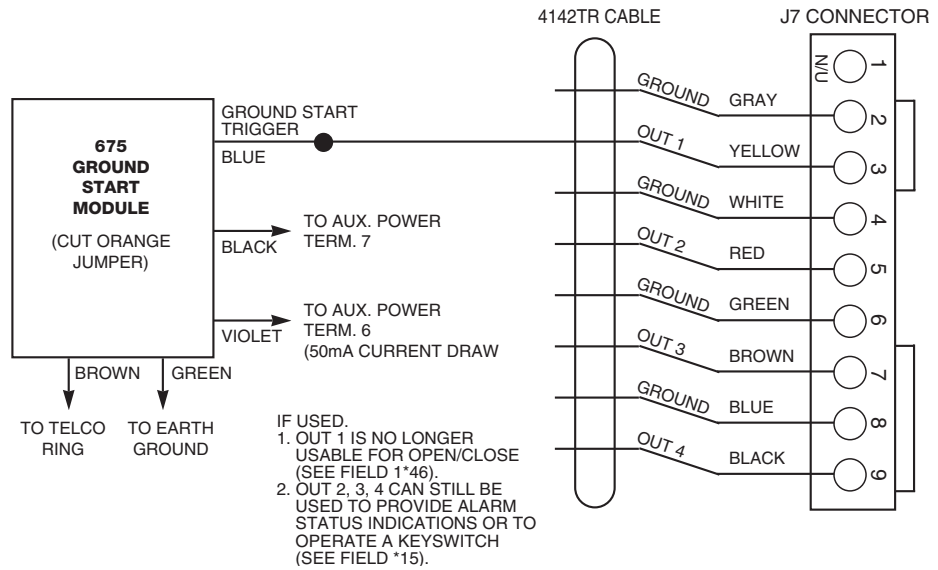 4142TR CABLE
J7 CONNECTOR
675
GROUND
START
MODULE
(CUT ORANGE
JUMPER)
GROUND START
TRIGGER
BLUE
BLACK
TO AUX. POWER
TERM. 7
VIOLET
TO AUX. POWER
TERM. 6
(50mA CURRENT DRAW
BROWN
GREEN
TO TELCO
RING
TO EARTH
GROUND
IF USED.
1. OUT 1 IS NO LONGER
USABLE FOR OPEN/CLOSE
(SEE FIELD 1*46).
2. OUT 2, 3, 4 CAN STILL BE
USED TO PROVIDE ALARM
STATUS INDICATIONS OR TO
OPERATE A KEYSWITCH
(SEE FIELD *15).
N/U
1
GROUND GRAY 2
OUT 1 YELLOW 3
GROUND WHITE 4
OUT 2 RED 5
GROUND GREEN 6
OUT 3 BROWN 7
GROUND BLUE 8
OUT 4 BLACK 9